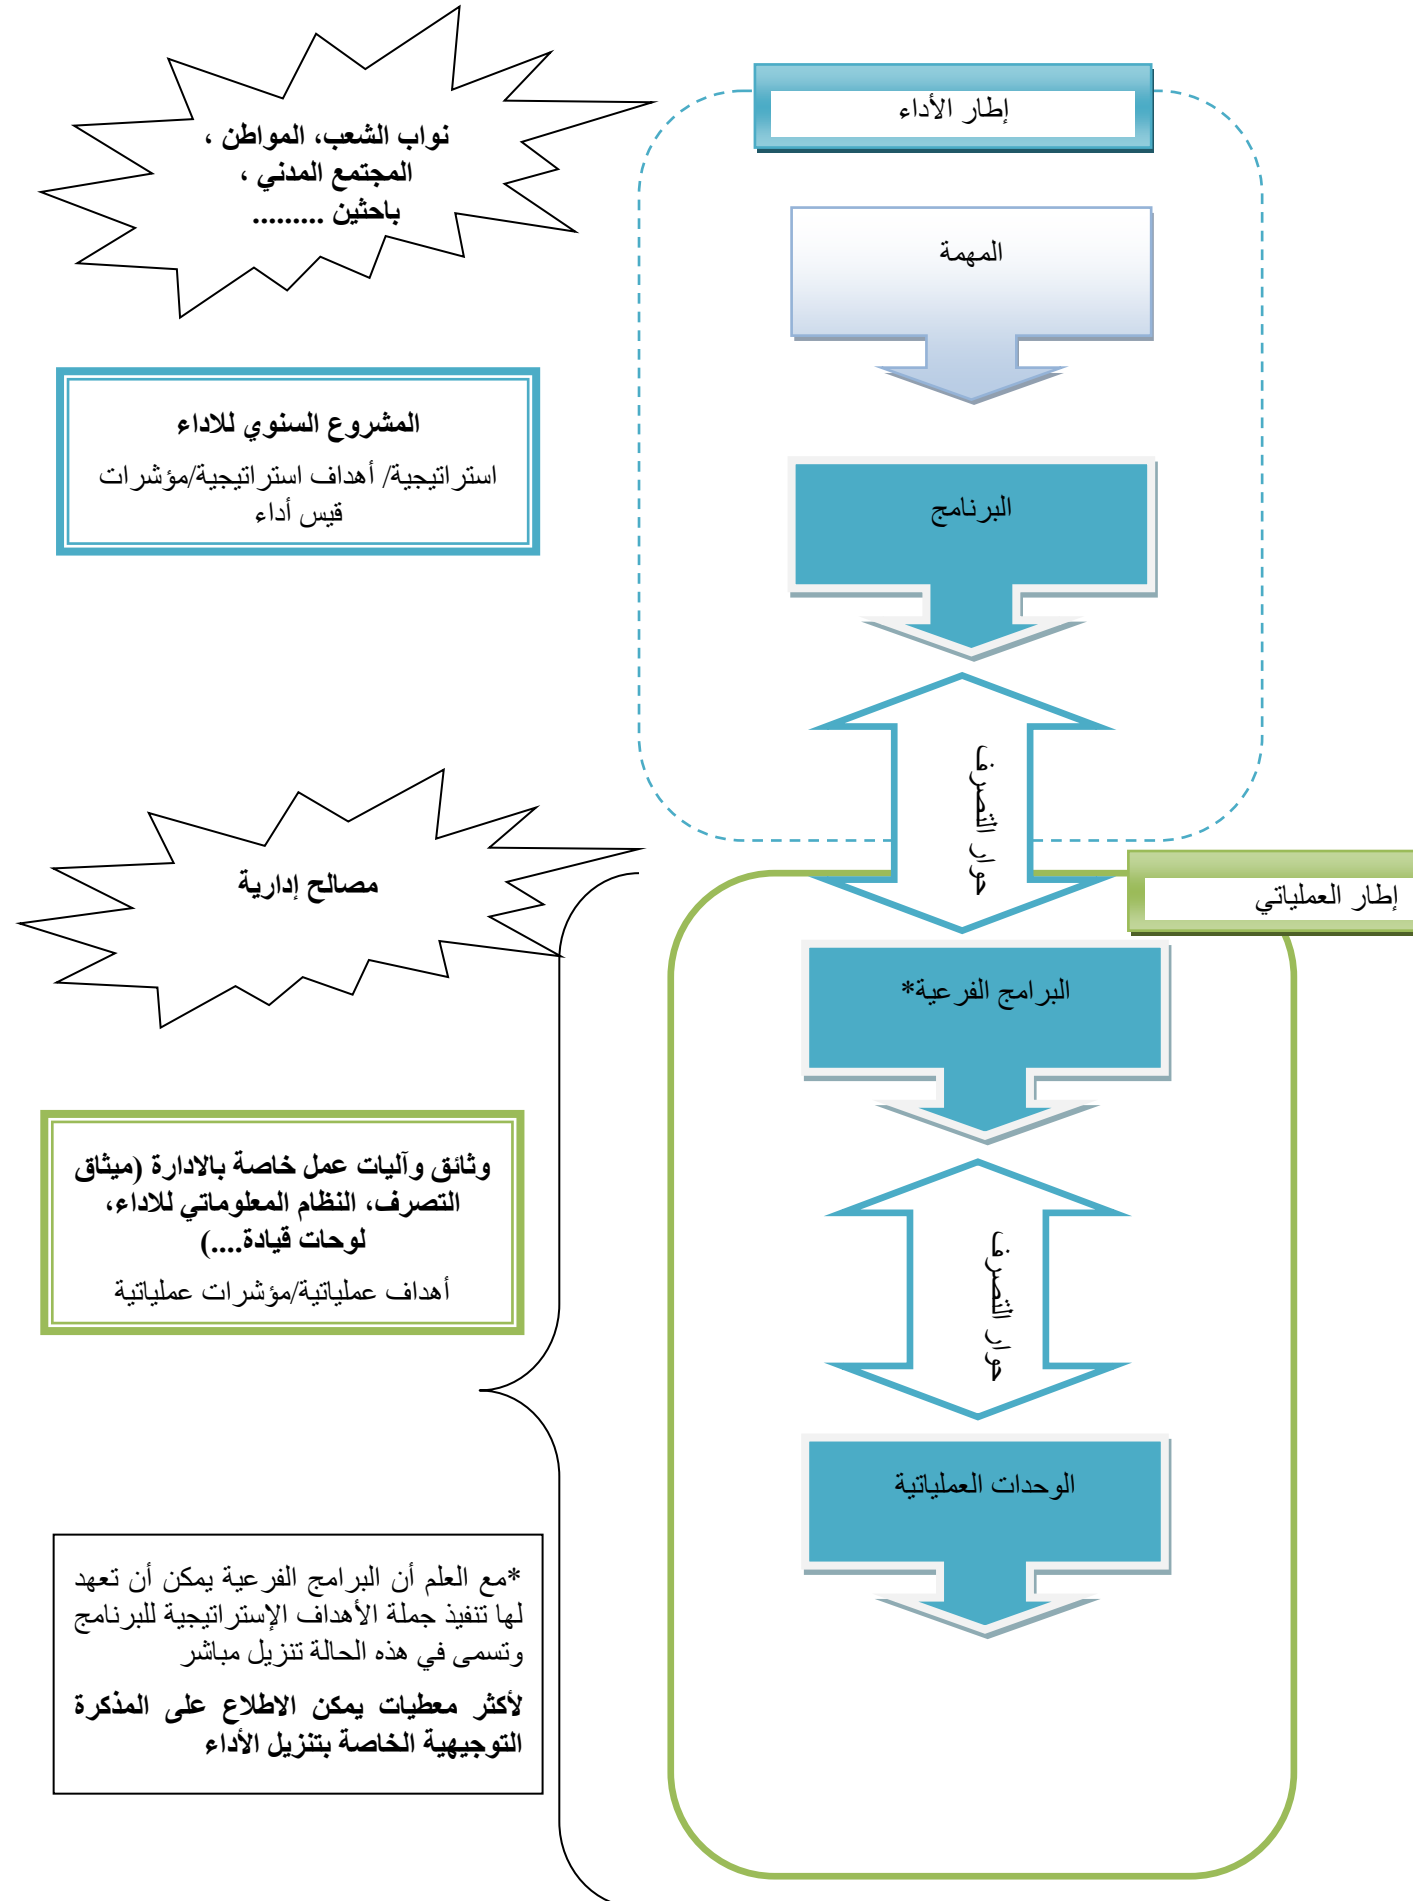 إطار الأداء
نواب الشعب، المواطن ،
المجتمع المدني ،
باحثين .........
المهمة
المشروع السنوي للاداء
استراتيجية/ أهداف استراتيجية/مؤشرات
قيس أداء
البرنامج
حوار التصرف
مصالح إدارية
إطار العملياتي
البرامج الفرعية*
وثائق وآليات عمل خاصة بالادارة (ميثاق
التصرف، النظام المعلوماتي للاداء،
لوحات قيادة....)
أهداف عملياتية/مؤشرات عملياتية
حوار التصرف
الوحدات العملياتية
*مع العلم أن البرامج الفرعية يمكن أن تعهد
لها تنفيذ جملة الأهداف الإستراتيجية للبرنامج
وتسمى في هذه الحالة تنزيل مباشر
لأكثر معطيات يمكن الاطلاع على المذكرة
التوجيهية الخاصة بتنزيل الأداء